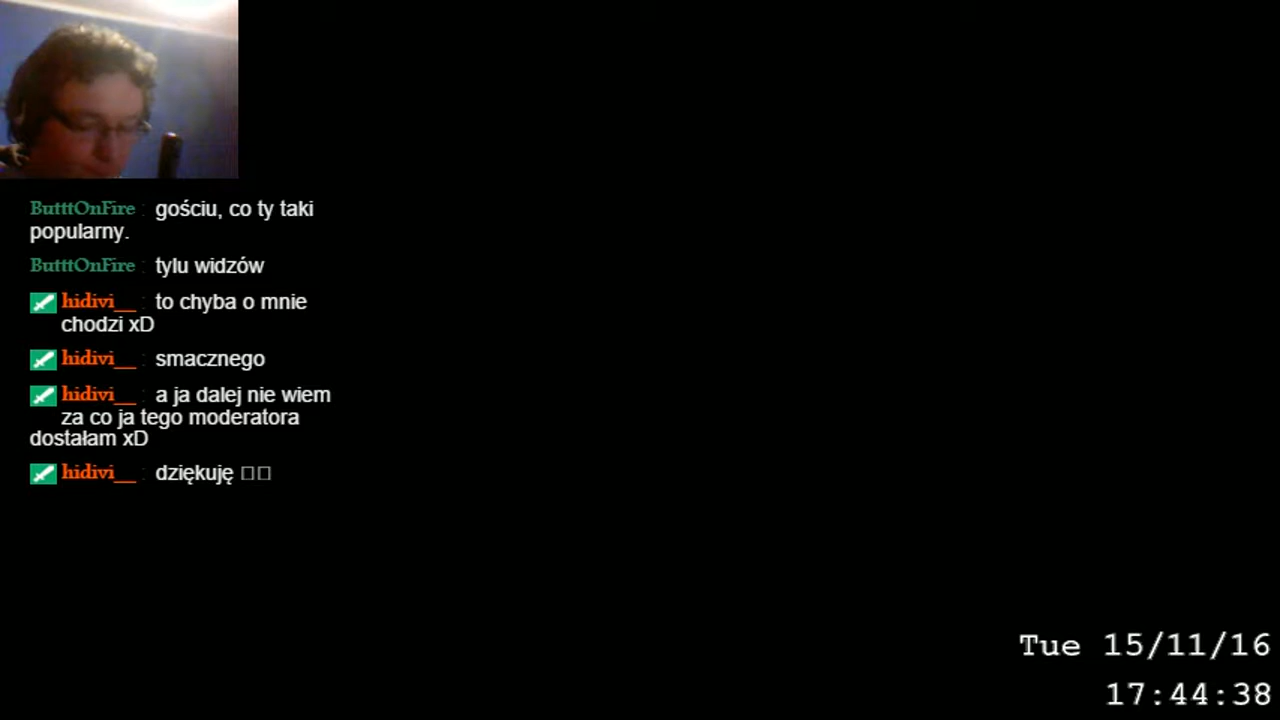 ButttOnFire : gościu, co ty taki
popularny.
ButttOnFire : tylu widzów
hidivi__ : to chyba o mnie
chodzi xD
hidivi__ : smacznego
hidivi__ : a ja dalej nie wiem
za co ja tego moderatora
dostałam xD
hidivi__ : dziękuję □□
Tue 15/11/16
17:44:38